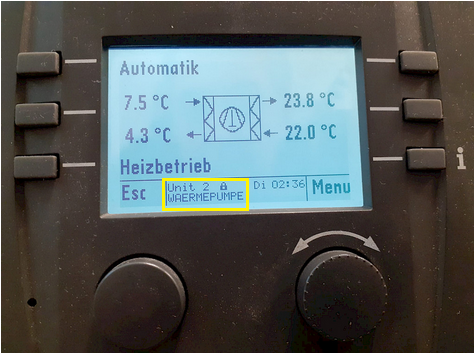 Automatik
7.5 °C 23.8 °C
4.3 °C 22.0 °C
Heizbetrieb
Esc Unit 2 Di 02:36 Menu
WAERMEPUMPE
i